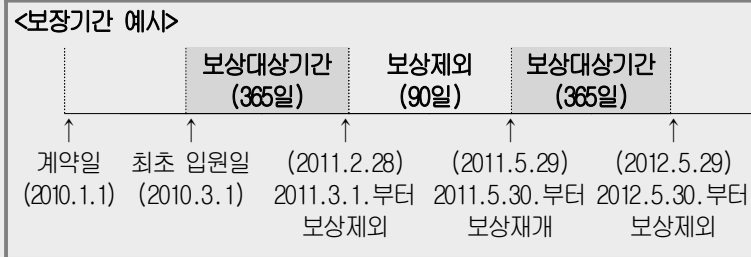 <보장기간 예시>
보상대상기간 보상제외 보상대상기간
(365일) (90일) (365일)
↑ ↑ ↑ ↑ ↑
계약일 최초 입원일 (2011.2.28) (2011.5.29) (2012.5.29)
(2010.1.1) (2010.3.1) 2011.3.1.부터 2011.5.30.부터 2012.5.30.부터
보상제외 보상재개 보상제외